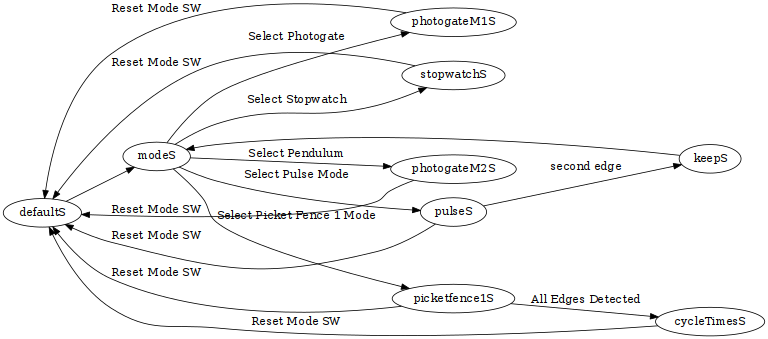 Reset Mode SW
photogateM1S
Select Photogate
Reset Mode SW
stopwatchS
Select Stopwatch
modeS
Select Pendulum
photogateM2S
second edge
keepS
Select Pulse Mode
defaultS
Reset Mode SW
Select Picket Fence 1 Mode
pulseS
Reset Mode SW
Reset Mode SW
picketfence1S
All Edges Detected
Reset Mode SW
cycleTimesS